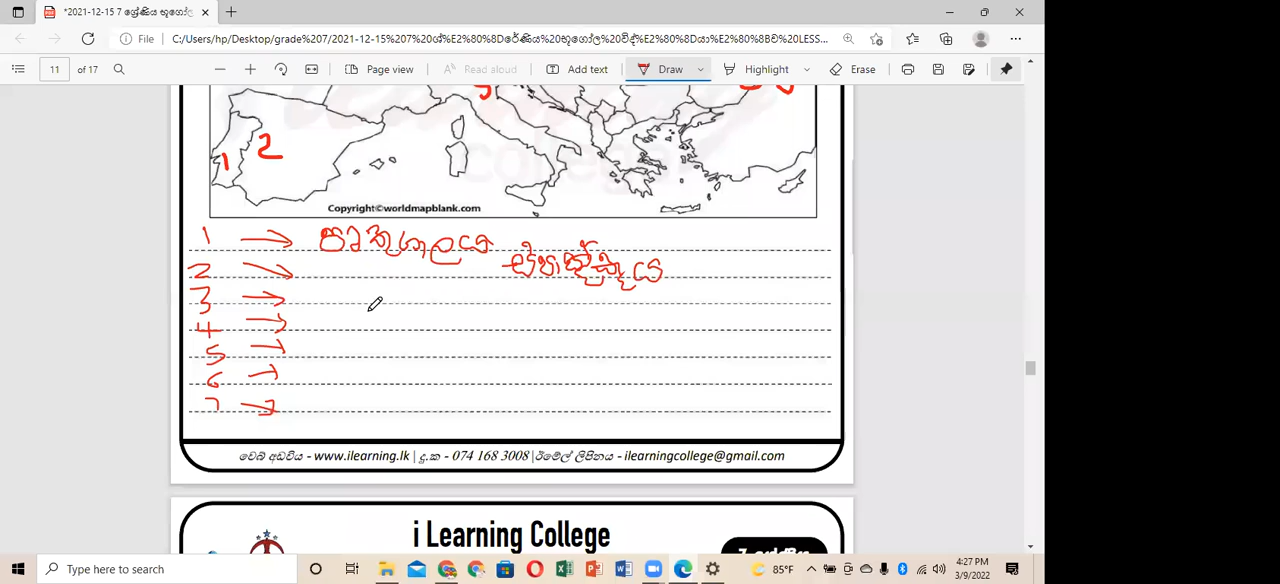 *2021-12-15 7 ශ්‍රේණිය භූගෝල
File C:/Users/hp/Desktop/grade%207/2021-12-15%207%20ශ්%E2%80%8Dරේණිය%20භූගෝල%20විද්%E2%80%8Dයා%E2%80%8Bව%20LESS...
11 of 17 Page view Read aloud Add text Draw Highlight Erase
1 2
Copyright©worldmapblank.com
1 → පෘතුගාලය
2 → ස්පාඤ්ඤය
3 →
4 →
5 →
6 →
7 →
වෙබ් අඩවිය - www.ilearning.lk | දු.ක - 074 168 3008 | ඊමේල් ලිපිනය - ilearningcollege@gmail.com
i Learning College
7 ශ්‍රේණිය
Type here to search
85°F
4:27 PM
3/9/2022